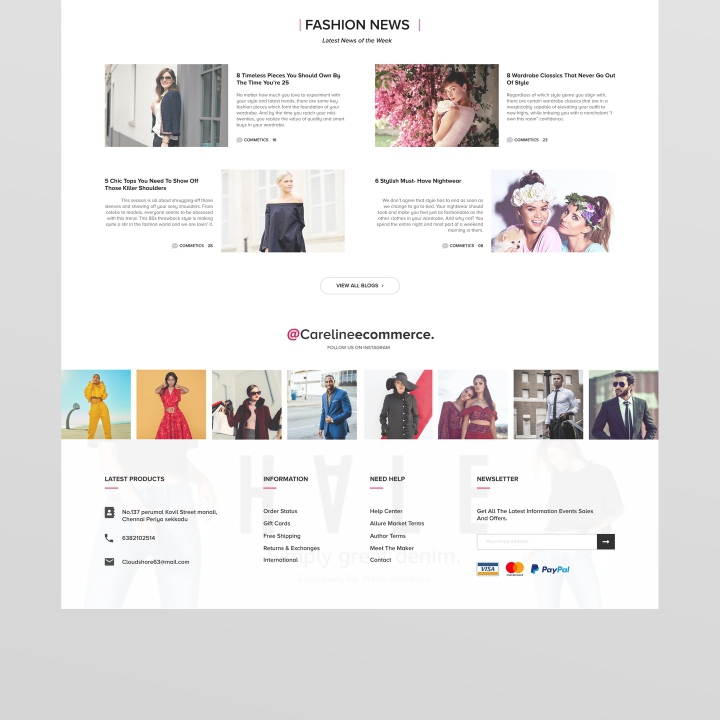 FASHION NEWS
Latest News of the Week
8 Timeless Pieces You Should Own By
The Time You're 25
No matter how much you love to experiment with
your style and latest trends, there are some key
fashion pieces which form the foundation of your
wardrobe. And by the time you reach your mid-
twenties, you realize the value of quality and smart
buys in your wardrobe.
COMMETICS 16
8 Wardrobe Classics That Never Go Out
Of Style
Regardless of which style genre you align with,
there are certain wardrobe classics that are in a
inexplicably capable of elevating your outfit to
new highs, while imbuing you with a nonchalant "I
own this room" confidence.
COMMETICS 23
5 Chic Tops You Need To Show Off
Those Killer Shoulders
This season is all about shrugging off those
sleeves and showing off your sexy shoulders. From
celebs to models, everyone seems to be obsessed
with this trend. This 80s throwback style is making
quite a stir in the fashion world and we are lovin' it.
COMMETICS 28
6 Stylish Must- Have Nightwear
We don't agree that style has to end as soon as
we change to go to bed. Your nightwear should
look and make you feel just as fashionable as the
other clothes in your wardrobe. And why not? You
spend the entire night and most part of a weekend
morning in them.
COMMETICS 08
VIEW ALL BLOGS ›
@Carelineecommerce.
FOLLOW US ON INSTAGRAM
LATEST PRODUCTS
No.137 perumal Kovil Street manali,
Chennai Periya sekkadu
6382102514
Cloudshare63@mail.com
INFORMATION
Order Status
Gift Cards
Free Shipping
Returns & Exchanges
International
NEED HELP
Help Center
Allure Market Terms
Author Terms
Meet The Maker
Contact
NEWSLETTER
Get All The Latest Information Events Sales
And Offers.
VISA
mastercard
PayPal
simply great denim.